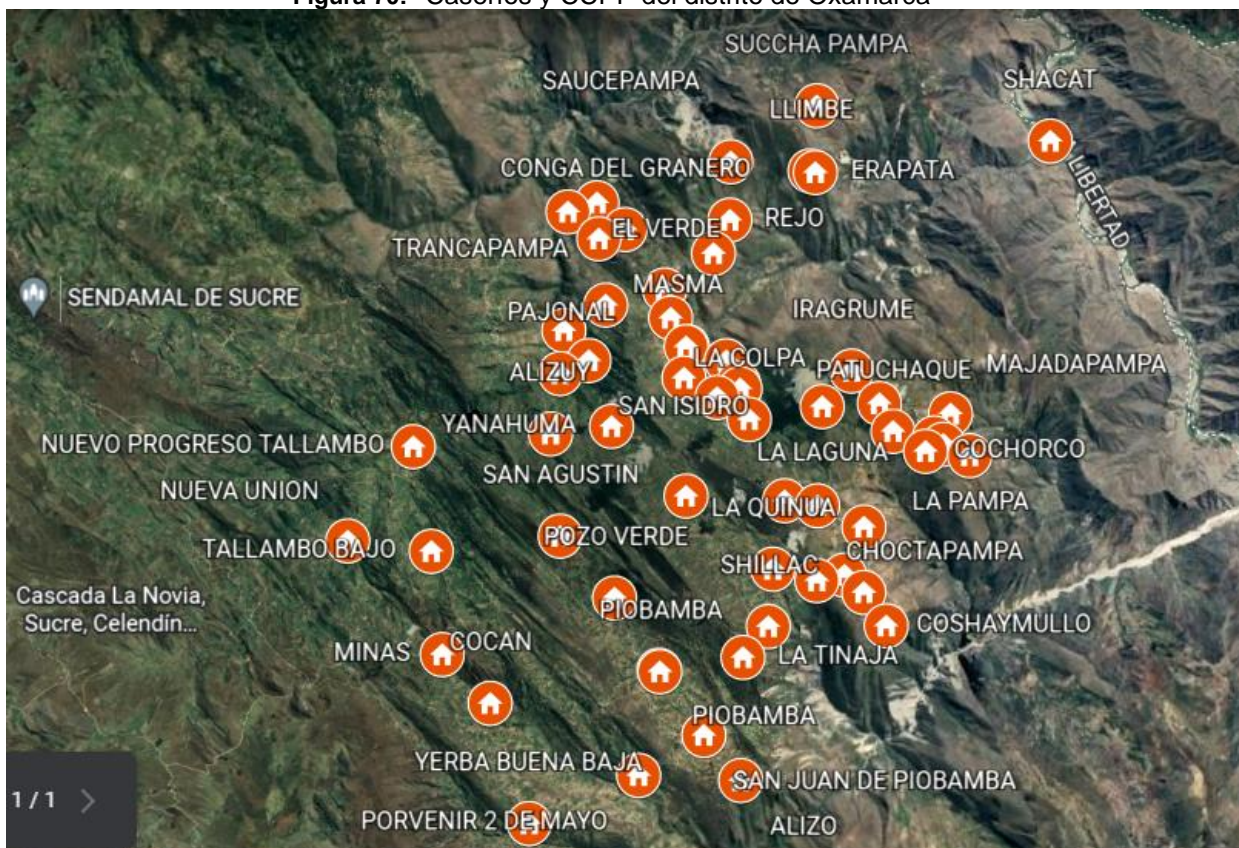 Figura 70. Caseríos y CCPP del distrito de Oxamarca
SUCCHA PAMPA
SAUCEPAMPA
SHACAT
LLIMBE
CONGA DEL GRANERO
ERAPATA
LIBERTAD
EL VERDE
REJO
TRANCAPAMPA
MASMA
SENDAMAL DE SUCRE
PAJONAL
IRAGRUME
LA COLPA
MAJADAPAMPA
ALIZUY
PATUCHAQUE
SAN ISIDRO
YANAHUMA
NUEVO PROGRESO TALLAMBO
LA LAGUNA
COCHORCO
SAN AGUSTIN
NUEVA UNION
LA PAMPA
LA QUINUA
POZO VERDE
TALLAMBO BAJO
CHOCTAPAMPA
SHILLAC
Cascada La Novia,
Sucre, Celendín...
PIOBAMBA
COSHAYMULLO
MINAS
COCAN
LA TINAJA
PIOBAMBA
YERBA BUENA BAJA
SAN JUAN DE PIOBAMBA
1 / 1
PORVENIR 2 DE MAYO
ALIZO